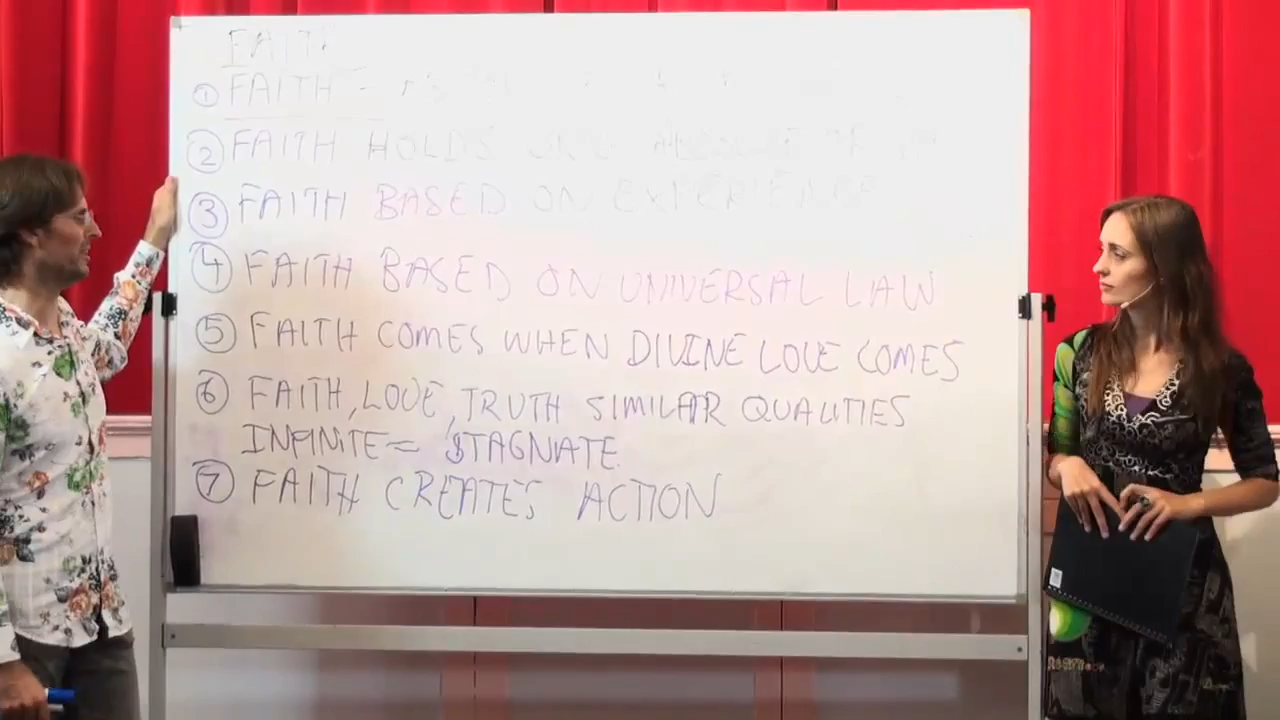 FAITH
① FAITH -
② FAITH HOLDS
③ FAITH BASED ON EXPERIENCE
④ FAITH BASED ON UNIVERSAL LAW
⑤ FAITH COMES WHEN DIVINE LOVE COMES
⑥ FAITH, LOVE, TRUTH SIMILAR QUALITIES
INFINITE = STAGNATE
⑦ FAITH CREATES ACTION